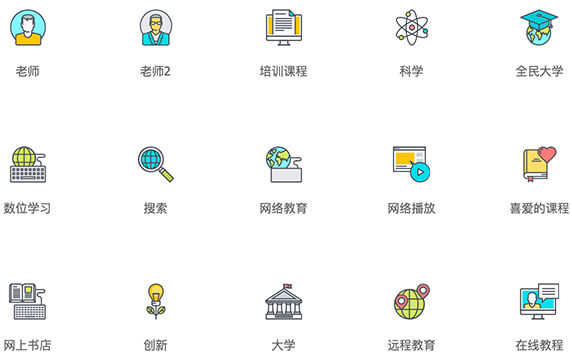 老师
老师2
培训课程
科学
全民大学
数位学习
搜索
网络教育
网络播放
喜爱的课程
网上书店
创新
大学
远程教育
在线教程